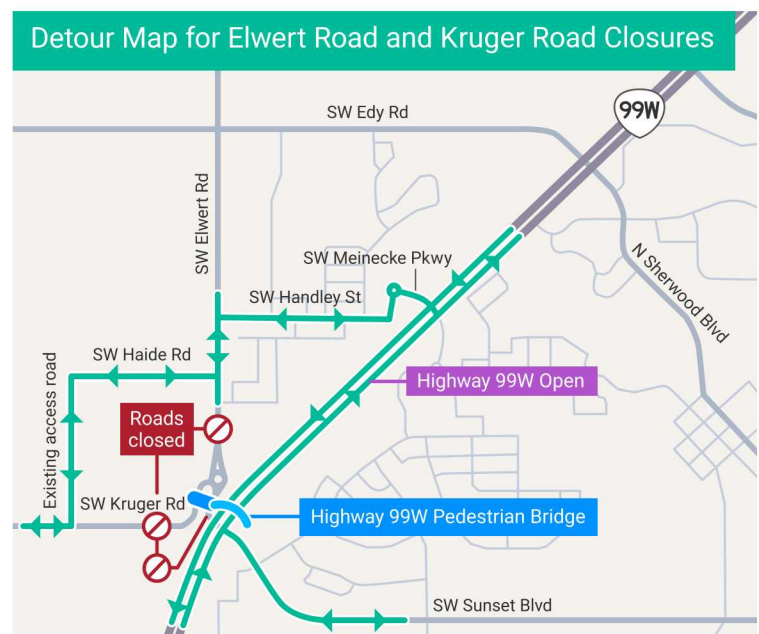 Detour Map for Elwert Road and Kruger Road Closures
99W
SW Edy Rd
SW Elwert Rd
SW Meinecke Pkwy
N Sherwood Blvd
SW Handley St
SW Haide Rd
Highway 99W Open
Existing access road
Roads
closed
SW Kruger Rd
Highway 99W Pedestrian Bridge
SW Sunset Blvd